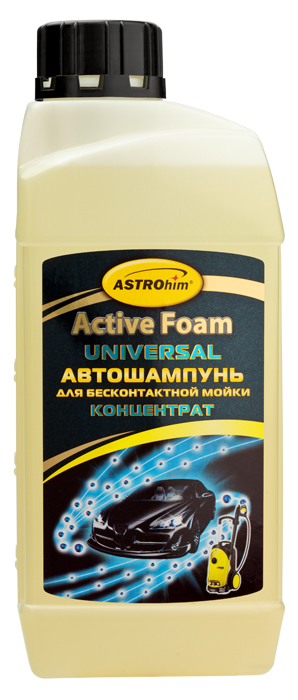 ASTROhim®
Active Foam
UNIVERSAL
АВТОШАМПУНЬ
ДЛЯ БЕСКОНТАКТНОЙ МОЙКИ
КОНЦЕНТРАТ